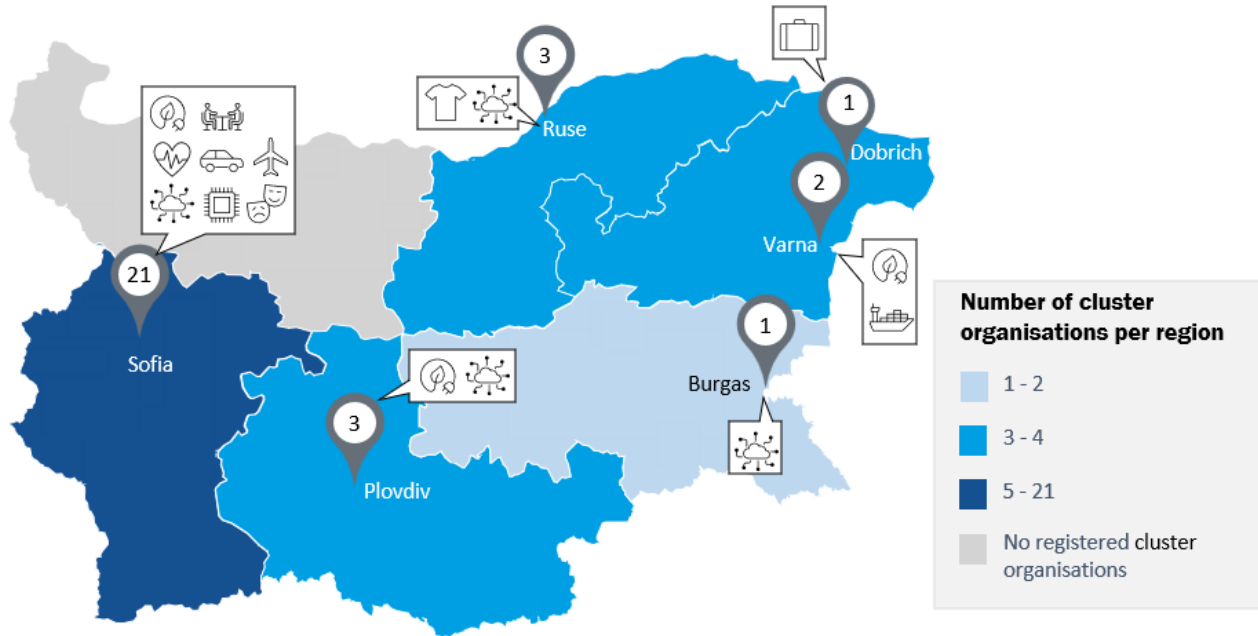 3
1
Ruse
Dobrich
2
Varna
21
Sofia
1
Burgas
3
Plovdiv
Number of cluster
organisations per region
1 - 2
3 - 4
5 - 21
No registered cluster
organisations